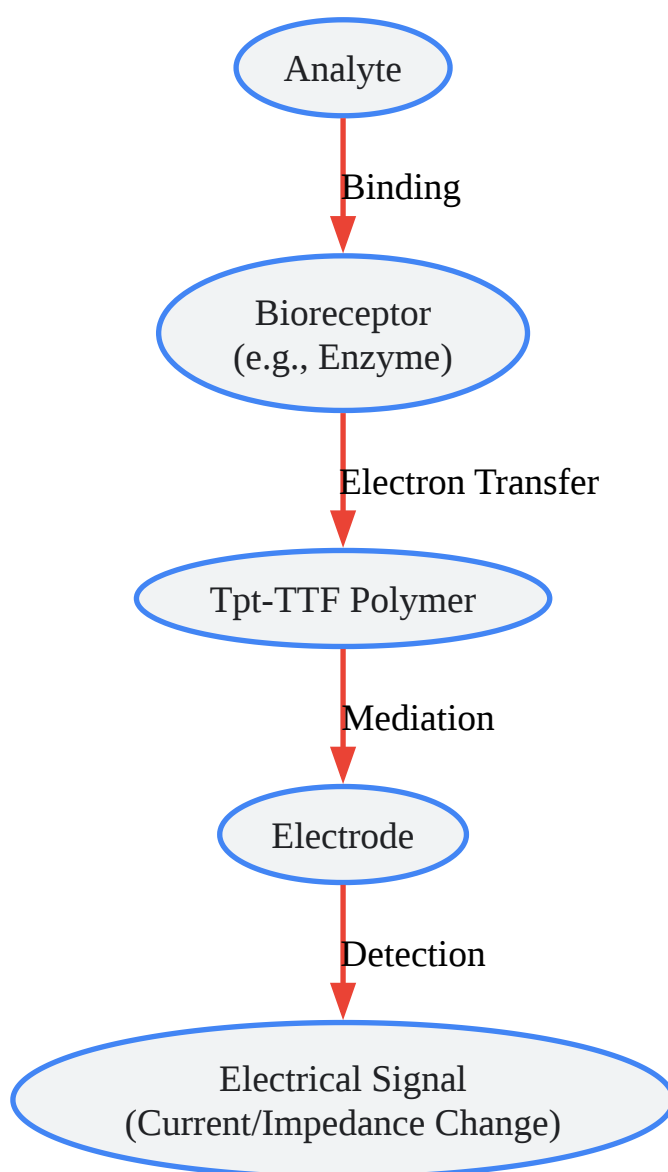 Analyte
Binding
Bioreceptor
(e.g., Enzyme)
Electron Transfer
Tpt-TTF Polymer
Mediation
Electrode
Detection
Electrical Signal
(Current/Impedance Change)